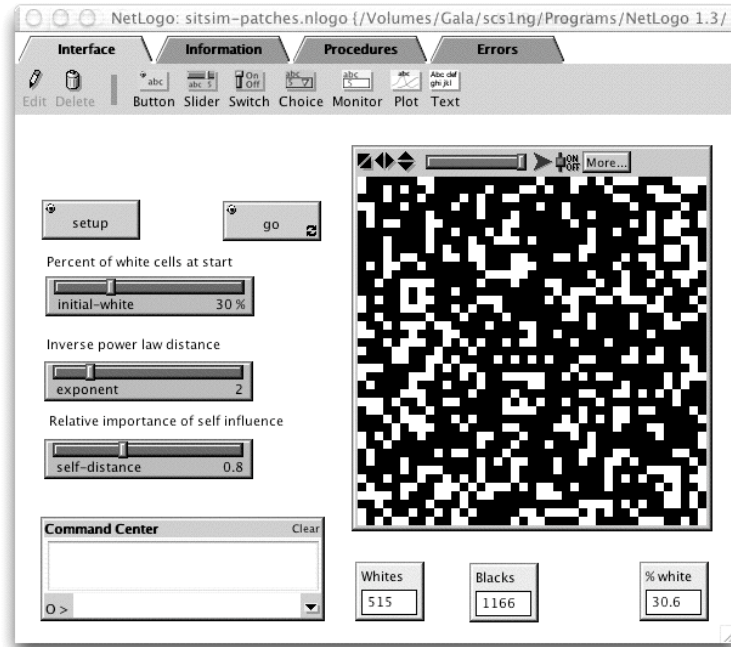 NetLogo: sitsim-patches.nlogo {/Volumes/Gala/scs1ng/Programs/NetLogo 1.3/
Interface Information Procedures Errors
Edit Delete Button Slider Switch Choice Monitor Plot Text
ON
OFF
More...
setup
go
Percent of white cells at start
initial-white 30 %
Inverse power law distance
exponent 2
Relative importance of self influence
self-distance 0.8
Command Center Clear
O >
Whites
515
Blacks
1166
% white
30.6